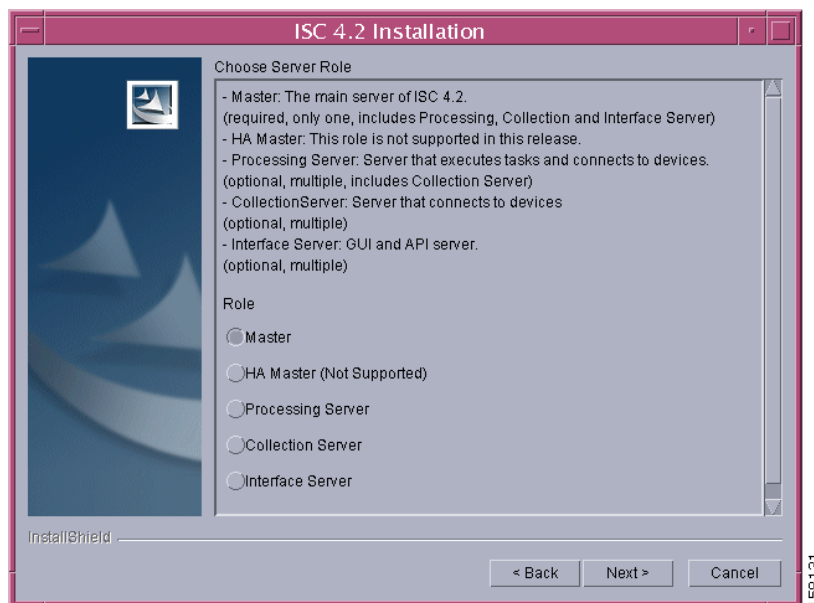 ISC 4.2 Installation
Choose Server Role
- Master: The main server of ISC 4.2.
(required, only one, includes Processing, Collection and Interface Server)
- HA Master: This role is not supported in this release.
- Processing Server: Server that executes tasks and connects to devices.
(optional, multiple, includes Collection Server)
- CollectionServer: Server that connects to devices
(optional, multiple)
- Interface Server: GUI and API server.
(optional, multiple)
Role
Master
HA Master (Not Supported)
Processing Server
Collection Server
Interface Server
InstallShield
< Back
Next >
Cancel